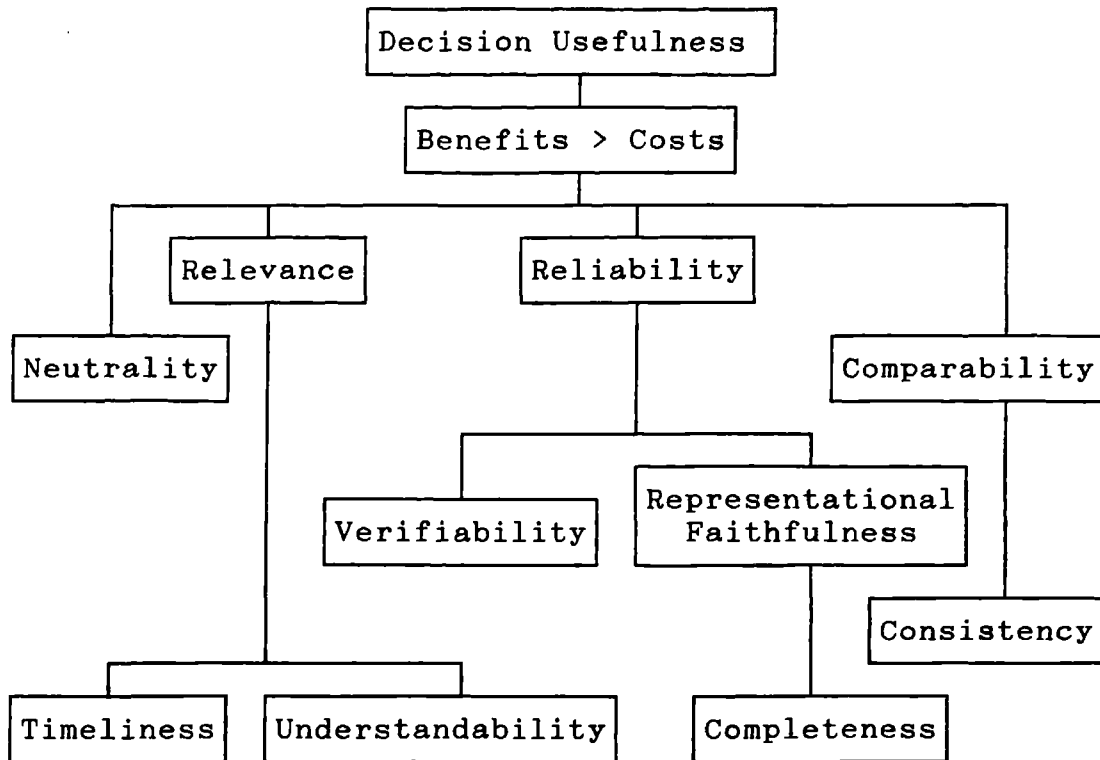 Decision Usefulness
Benefits > Costs
Relevance
Reliability
Neutrality
Comparability
Verifiability
Representational
Faithfulness
Consistency
Timeliness
Understandability
Completeness